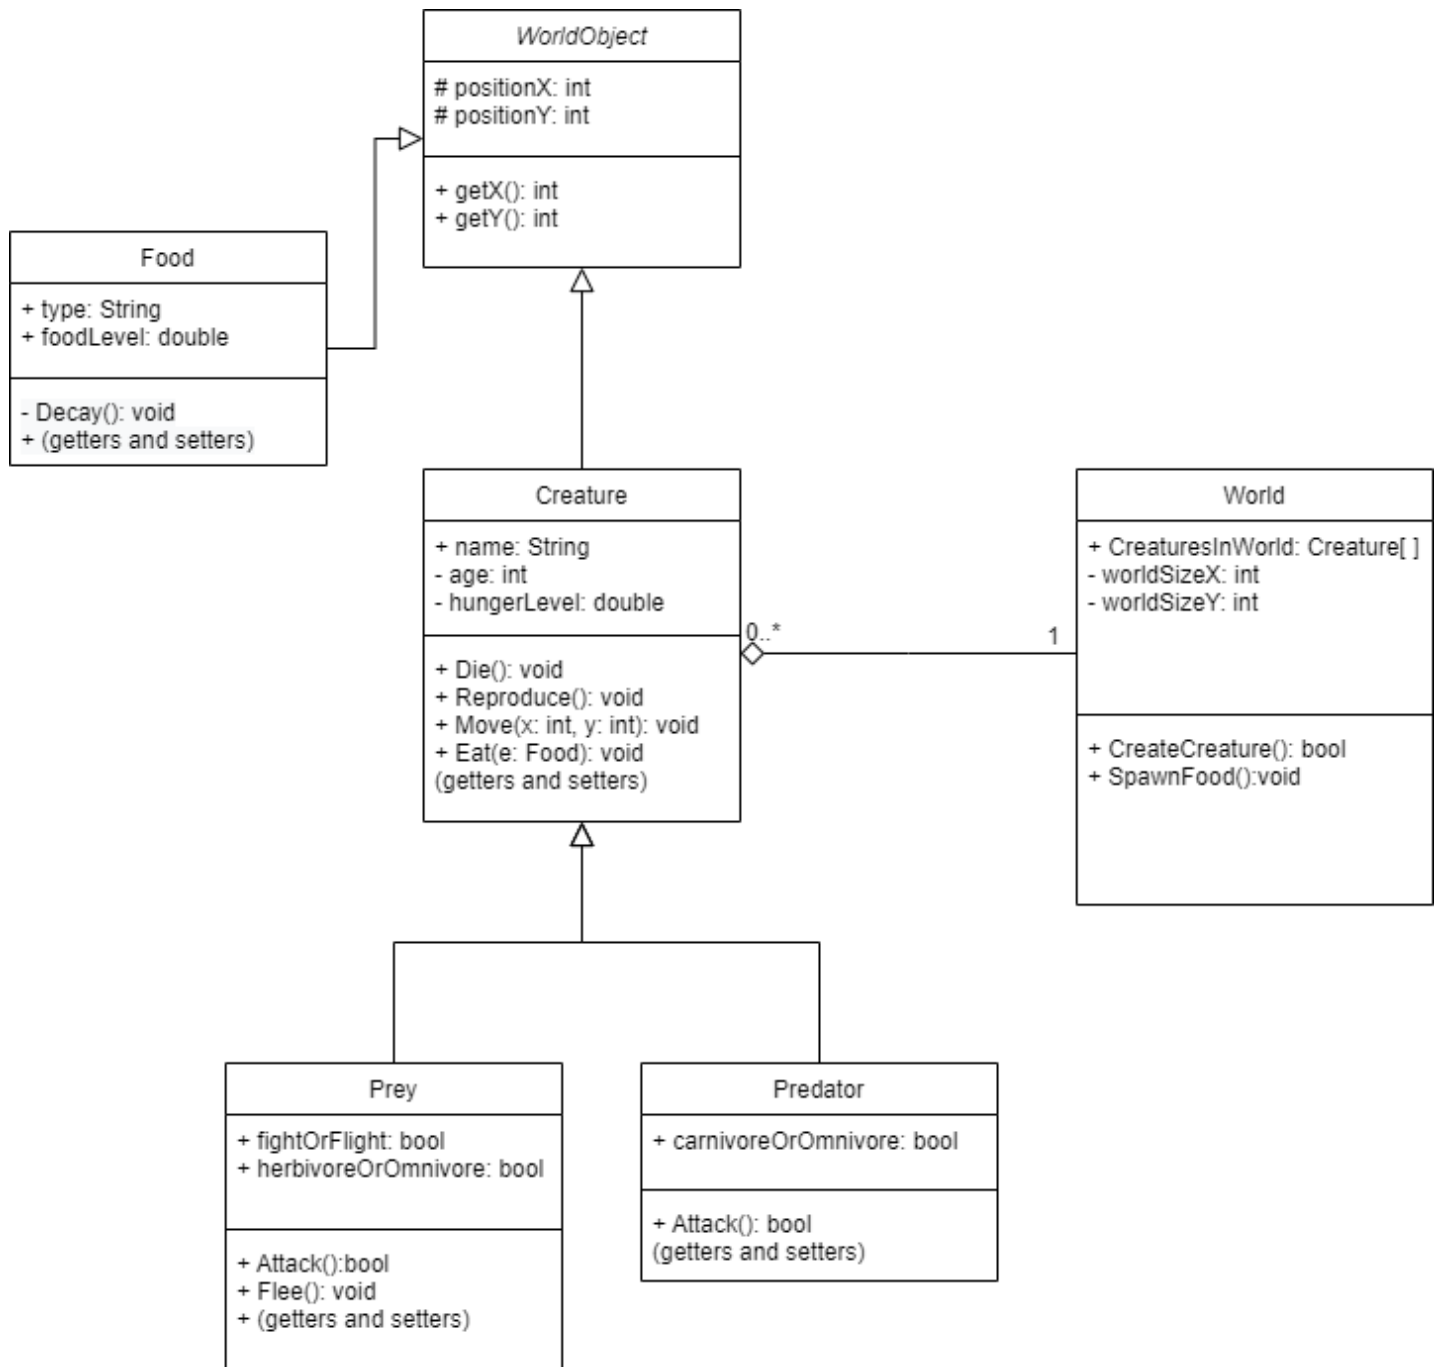 WorldObject
# positionX: int
# positionY: int
+ getX(): int
+ getY(): int
Food
+ type: String
+ foodLevel: double
- Decay(): void
+ (getters and setters)
Creature
+ name: String
- age: int
- hungerLevel: double
+ Die(): void
+ Reproduce(): void
+ Move(x: int, y: int): void
+ Eat(e: Food): void
(getters and setters)
0..*
1
World
+ CreaturesInWorld: Creature[ ]
- worldSizeX: int
- worldSizeY: int
+ CreateCreature(): bool
+ SpawnFood():void
Prey
+ fightOrFlight: bool
+ herbivoreOrOmnivore: bool
+ Attack():bool
+ Flee(): void
+ (getters and setters)
Predator
+ carnivoreOrOmnivore: bool
+ Attack(): bool
(getters and setters)